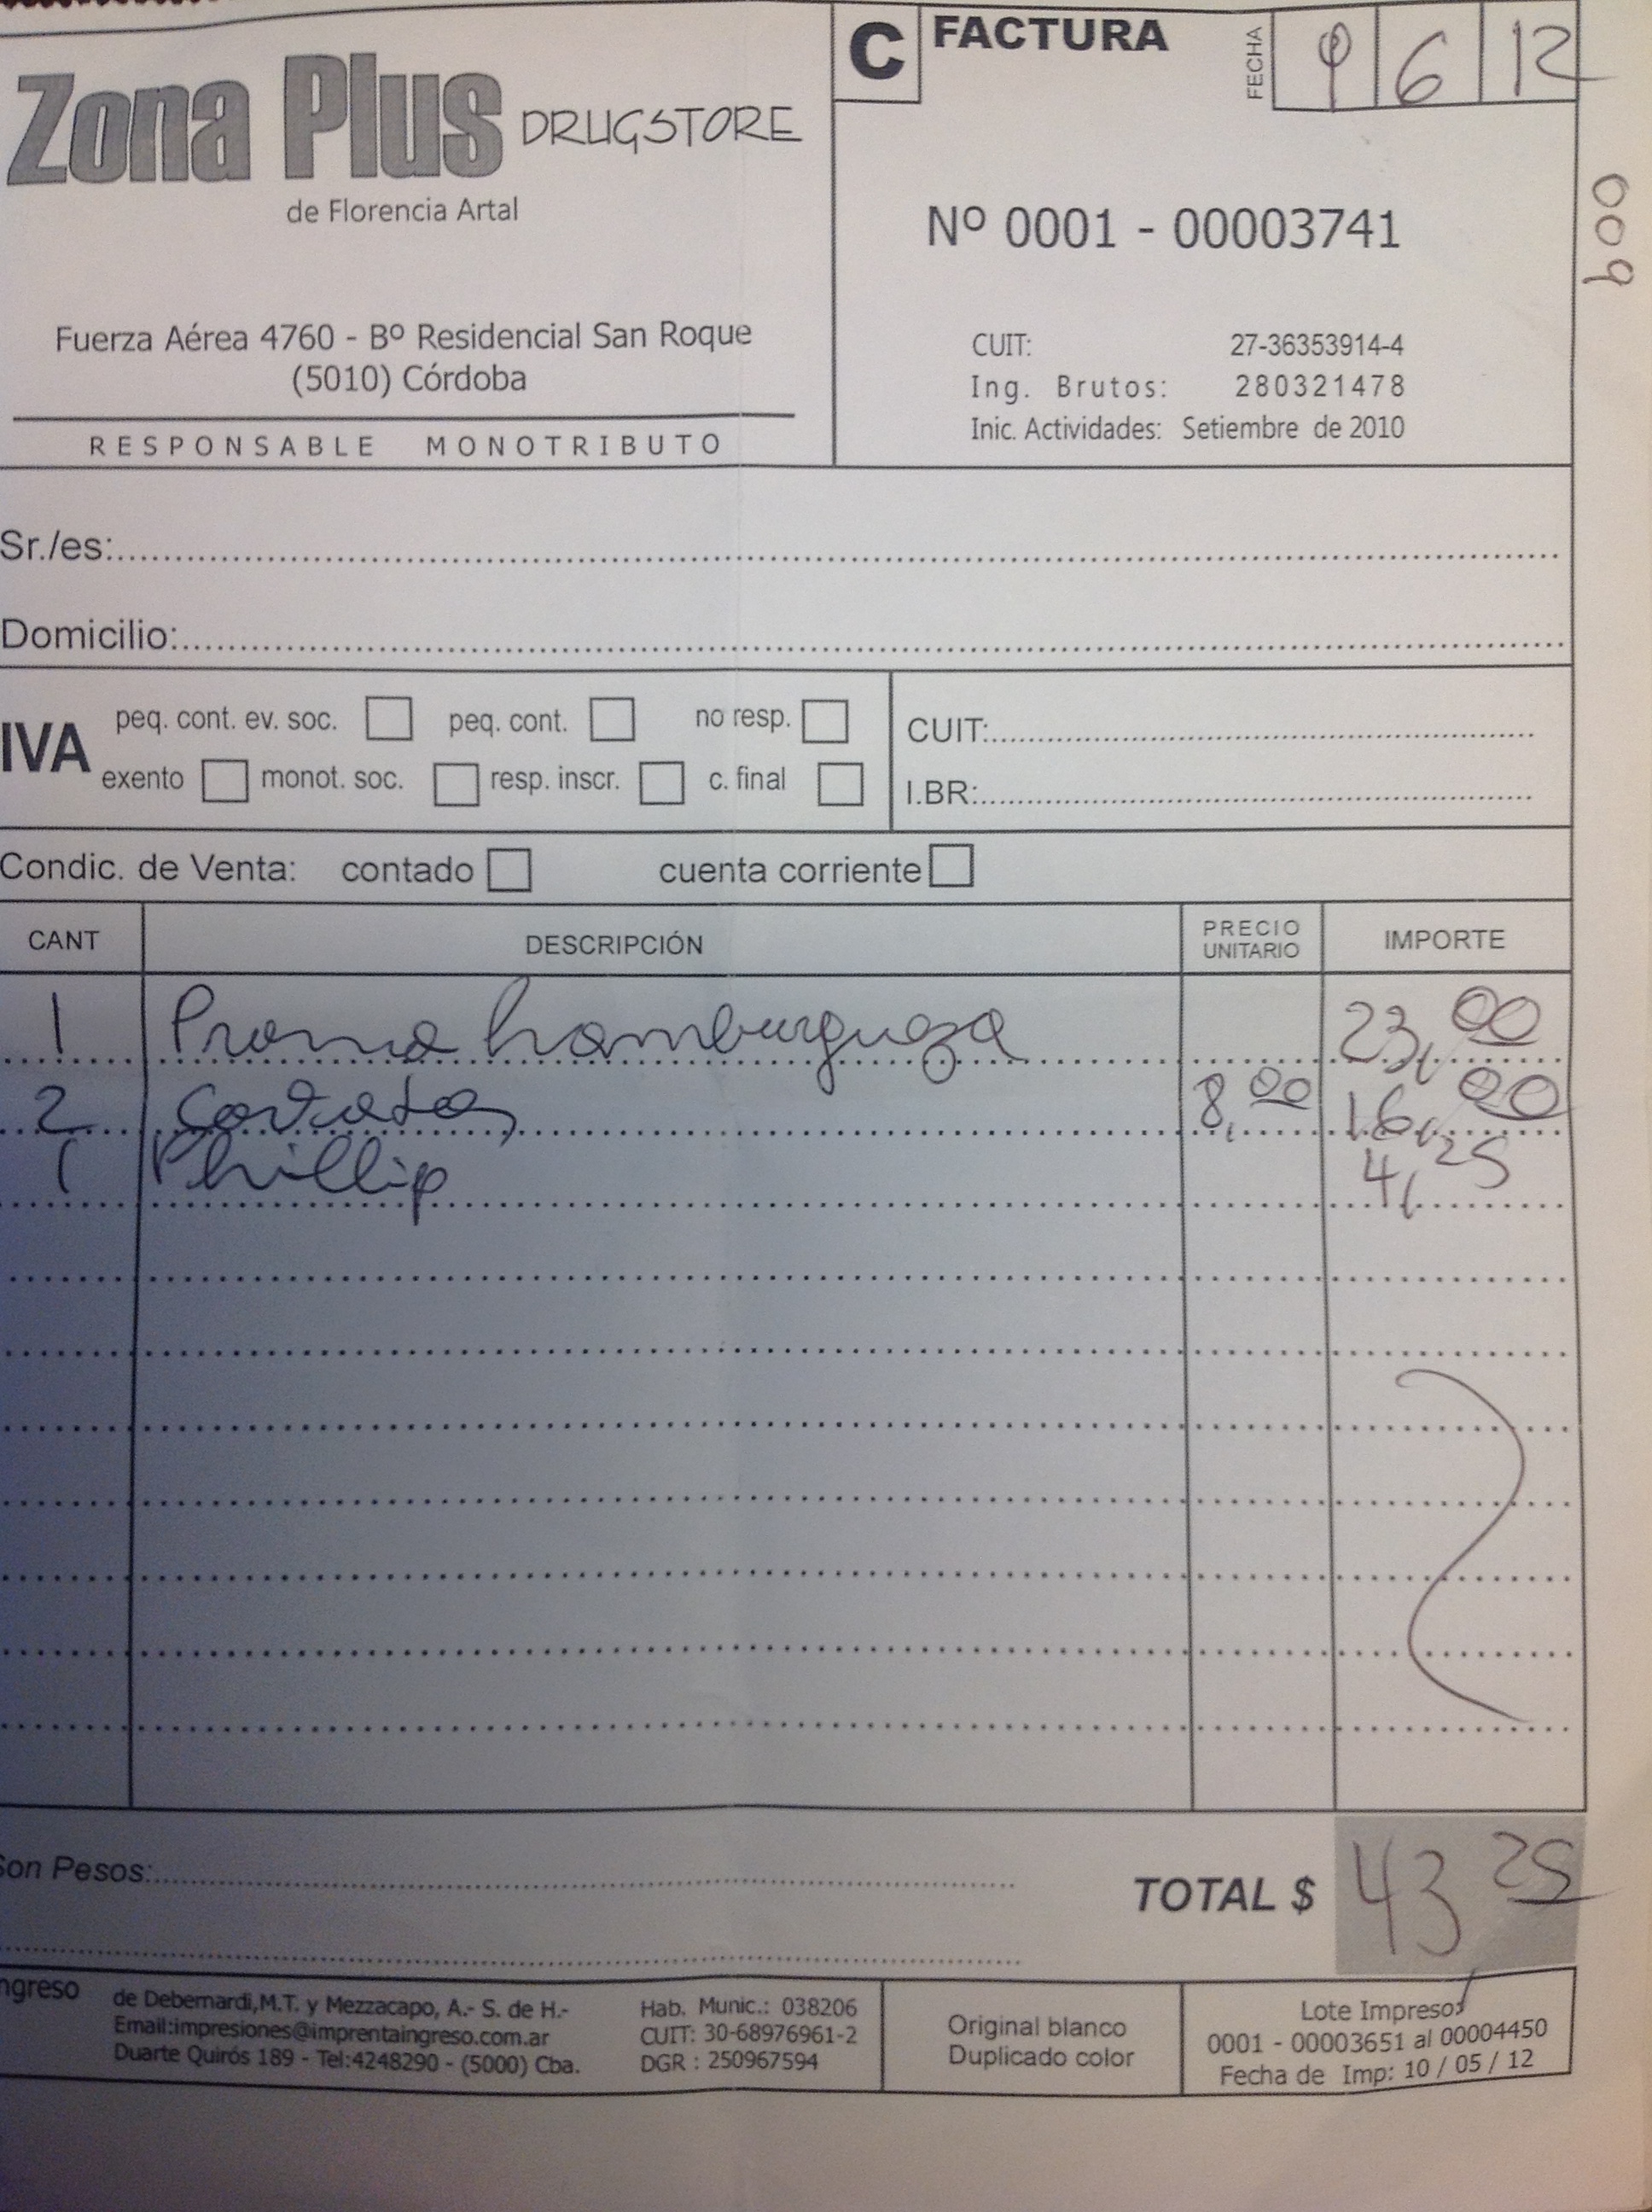 Zona Plus DRUGSTORE
de Florencia Artal
Fuerza Aérea 4760 - Bº Residencial San Roque
(5010) Córdoba
RESPONSABLE MONOTRIBUTO
C FACTURA
FECHA 9 6 12
Nº 0001 - 00003741
009
CUIT: 27-36353914-4
Ing. Brutos: 280321478
Inic. Actividades: Setiembre de 2010
Sr./es:
Domicilio:
IVA
peq. cont. ev. soc. peq. cont. no resp.
exento monot. soc. resp. inscr. c. final
CUIT:
I.BR:
Condic. de Venta: contado cuenta corriente
CANT DESCRIPCIÓN PRECIO UNITARIO IMPORTE
1 Promo hamburguesa 23,00
2 8,00 16,00
1 Phillip 4,25
Son Pesos:
TOTAL $ 43 25
ngreso
de Debernardi,M.T. y Mezzacapo, A.- S. de H.-
Email:impresiones@imprentaingreso.com.ar
Duarte Quirós 189 - Tel:4248290 - (5000) Cba.
Hab. Munic.: 038206
CUIT: 30-68976961-2
DGR : 250967594
Original blanco
Duplicado color
Lote Impreso:
0001 - 00003651 al 00004450
Fecha de Imp: 10 / 05 / 12